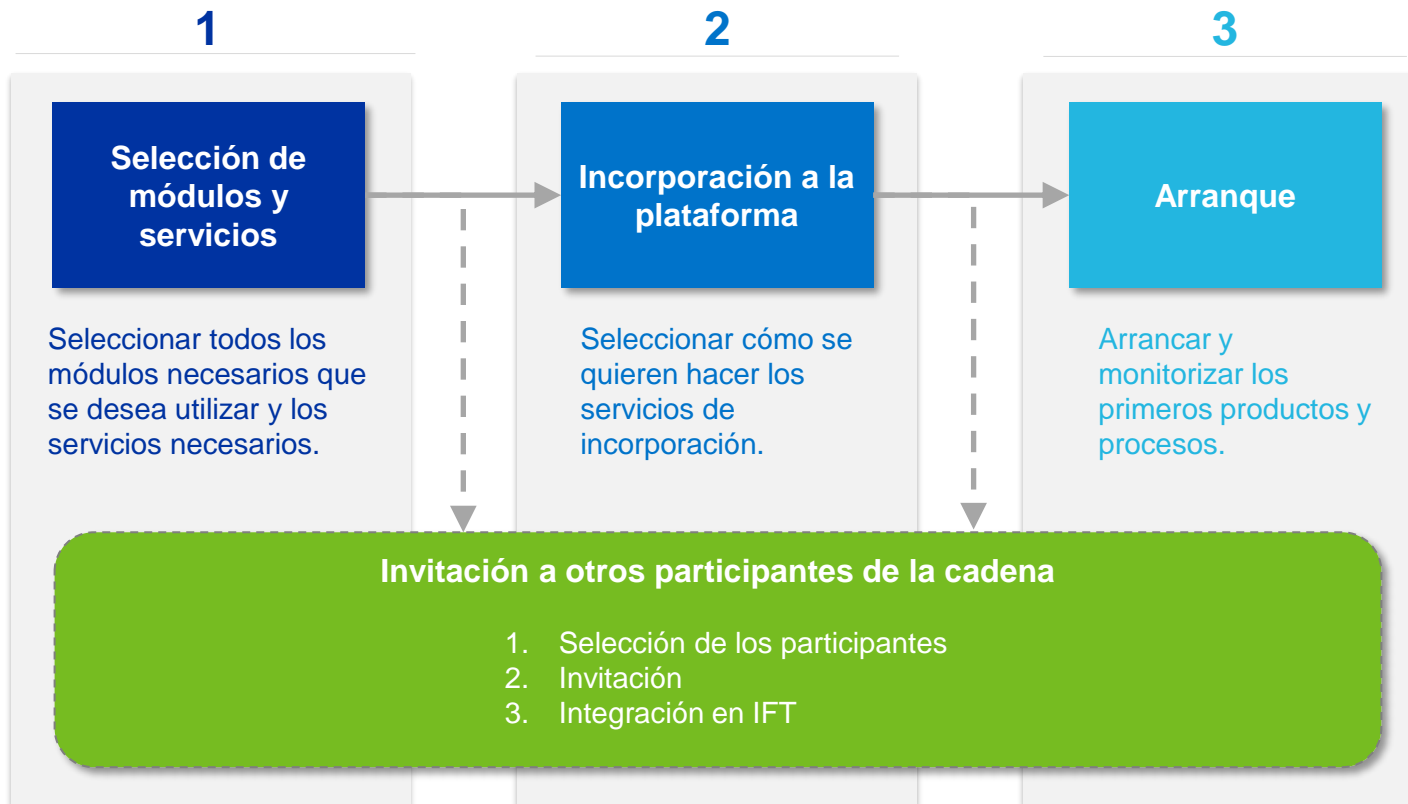 1
2
3
Selección de
módulos y
servicios
Incorporación a la
plataforma
Arranque
Seleccionar todos los
módulos necesarios que
se desea utilizar y los
servicios necesarios.
Seleccionar cómo se
quieren hacer los
servicios de
incorporación.
Arrancar y
monitorizar los
primeros productos y
procesos.
Invitación a otros participantes de la cadena
1. Selección de los participantes
2. Invitación
3. Integración en IFT